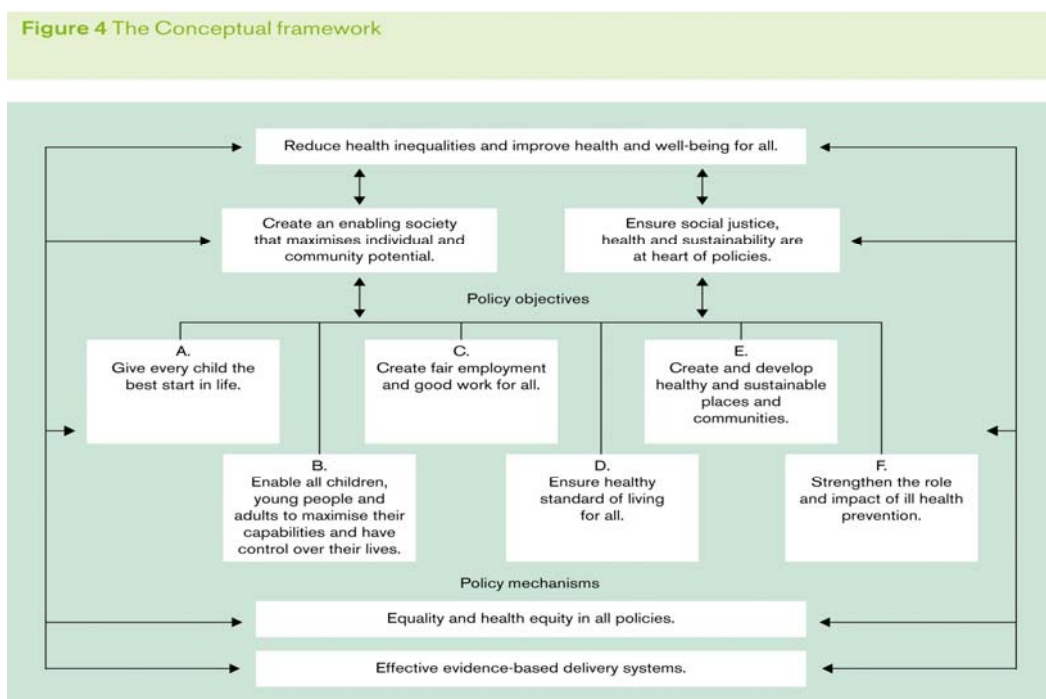 Figure 4 The Conceptual framework
Reduce health inequalities and improve health and well-being for all.
Create an enabling society
that maximises individual and
community potential.
Ensure social justice,
health and sustainability are
at heart of policies.
Policy objectives
A.
Give every child the
best start in life.
C.
Create fair employment
and good work for all.
E.
Create and develop
healthy and sustainable
places and
communities.
B.
Enable all children,
young people and
adults to maximise their
capabilities and have
control over their lives.
D.
Ensure healthy
standard of living
for all.
F.
Strengthen the role
and impact of ill health
prevention.
Policy mechanisms
Equality and health equity in all policies.
Effective evidence-based delivery systems.